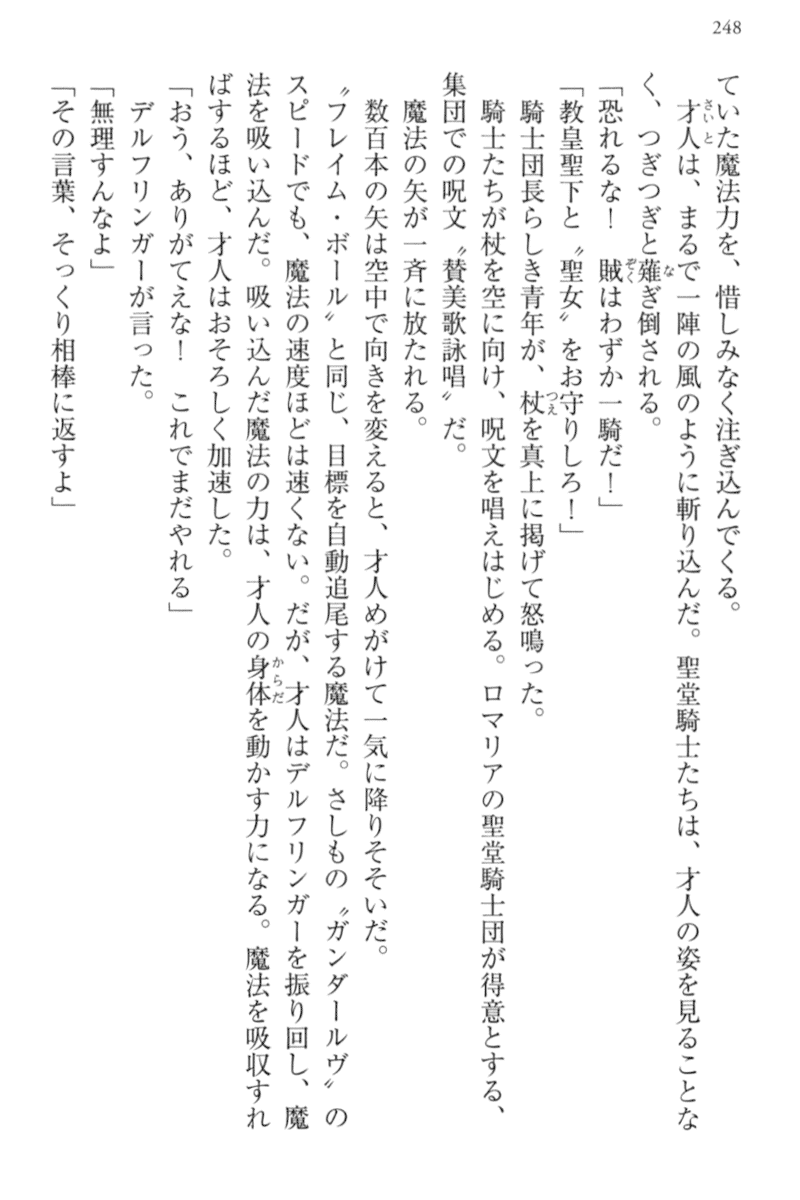 248
ていた魔法力を、惜しみなく注ぎ込んでくる。
　才人は、まるで一陣の風のように斬り込んだ。聖堂騎士たちは、才人の姿を見ることな
く、つぎつぎと薙ぎ倒される。
「恐れるな！　賊はわずか一騎だ！」
「教皇聖下と〝聖女〟をお守りしろ！」
　騎士団長らしき青年が、杖を真上に掲げて怒鳴った。
　騎士たちが杖を空に向け、呪文を唱えはじめる。ロマリアの聖堂騎士団が得意とする、
集団での呪文〝賛美歌詠唱〟だ。
　魔法の矢が一斉に放たれる。
　数百本の矢は空中で向きを変えると、才人めがけて一気に降りそそいだ。
〝フレイム・ボール〟と同じ、目標を自動追尾する魔法だ。さしもの〝ガンダールヴ〟の
スピードでも、魔法の速度ほどは速くない。だが、才人はデルフリンガーを振り回し、魔
法を吸い込んだ。吸い込んだ魔法の力は、才人の身体を動かす力になる。魔法を吸収すれ
ばするほど、才人はおそろしく加速した。
「おう、ありがてえな！　これでまだやれる」
　デルフリンガーが言った。
「無理すんなよ」
「その言葉、そっくり相棒に返すよ」